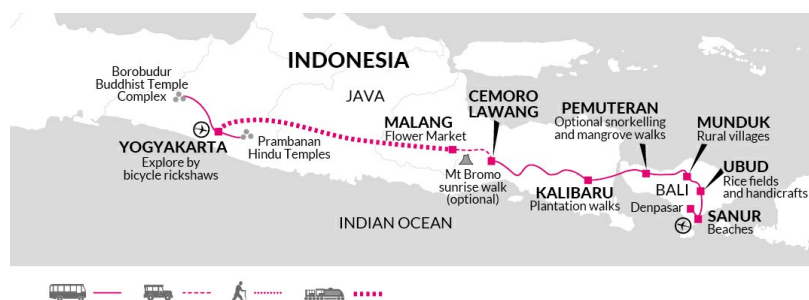 INDONESIA
JAVA
Borobudur
Buddhist Temple
Complex
YOGYAKARTA
Explore by
bicycle rickshaws
Prambanan
Hindu Temples
MALANG
Flower Market
CEMORO
LAWANG
Mt Bromo
sunrise walk
(optional)
PEMUTERAN
Optional snorkelling
and mangrove walks
KALIBARU
Plantation walks
MUNDUK
Rural villages
UBUD
Rice fields
and handicrafts
BALI
Denpasar
SANUR
Beaches
INDIAN OCEAN